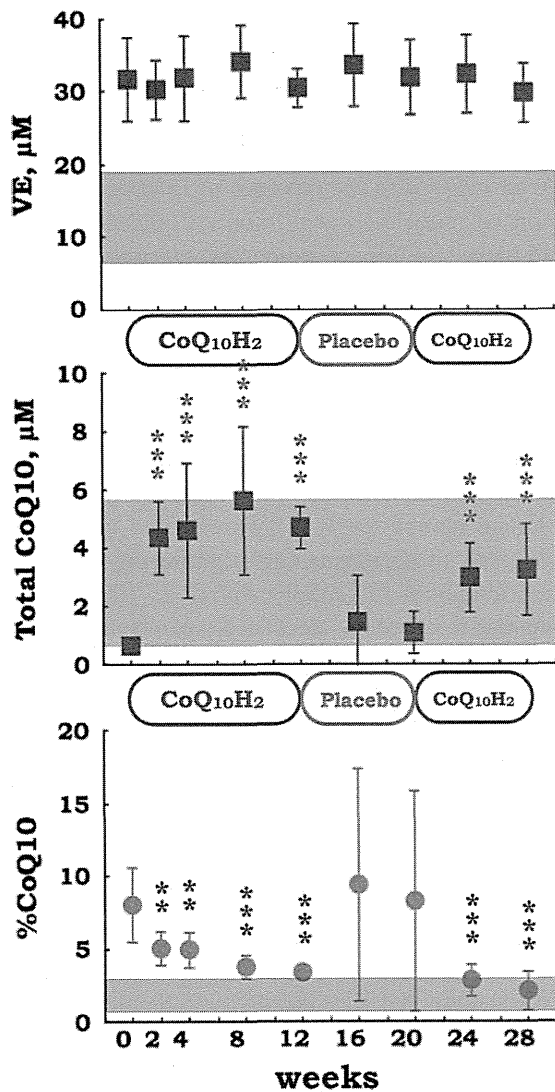 VE, µM
40
30
20
10
0
CoQ10H2 Placebo CoQ10H2
Total CoQ10, µM
10
8
6
4
2
0
*** *** *** *** *** ***
CoQ10H2 Placebo CoQ10H2
%CoQ10
20
15
10
5
0
** ** *** *** *** ***
0 2 4 8 12 16 20 24 28
weeks